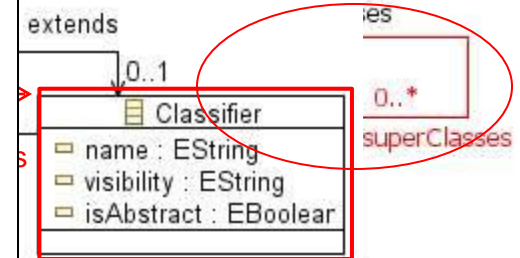 ses
extends
0..1
0..*
Classifier
superClasses
s
name : EString
visibility : EString
isAbstract : EBoolear